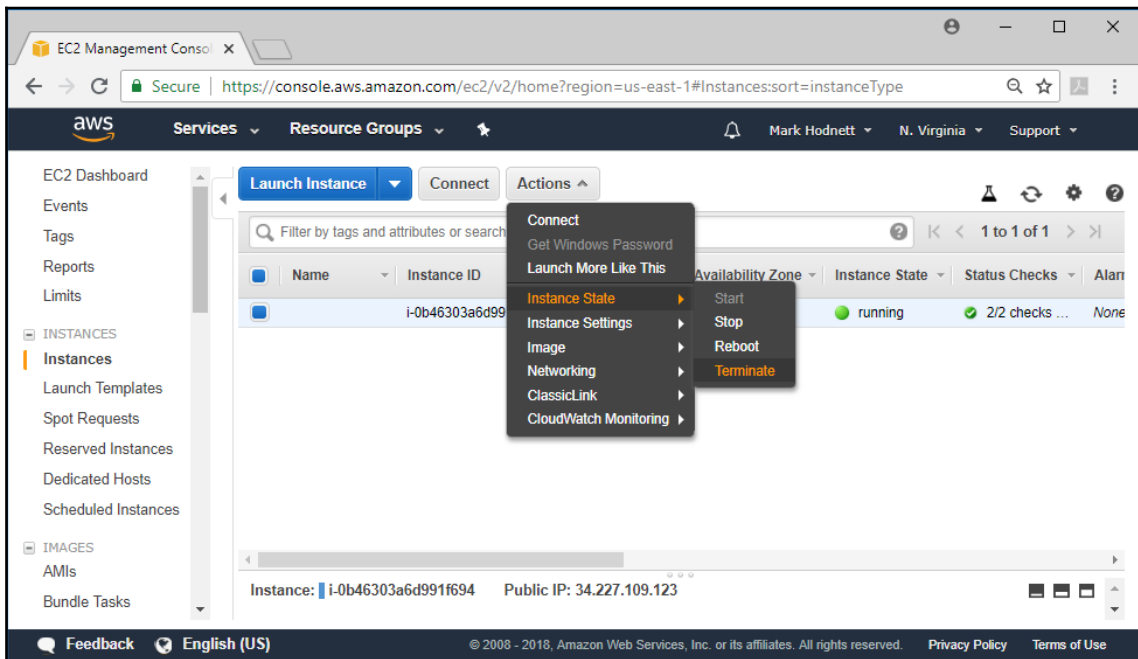 EC2 Management Consol
Secure https://console.aws.amazon.com/ec2/v2/home?region=us-east-1#Instances:sort=instanceType
aws Services Resource Groups Mark Hodnett N. Virginia Support
EC2 Dashboard
Events
Tags
Reports
Limits
INSTANCES
Instances
Launch Templates
Spot Requests
Reserved Instances
Dedicated Hosts
Scheduled Instances
IMAGES
AMIs
Bundle Tasks
Launch Instance Connect Actions
Filter by tags and attributes or search 1 to 1 of 1
Name Instance ID Availability Zone Instance State Status Checks Alarm
i-0b46303a6d99 running 2/2 checks ... None
Connect
Get Windows Password
Launch More Like This
Instance State
Instance Settings
Image
Networking
ClassicLink
CloudWatch Monitoring
Start
Stop
Reboot
Terminate
Instance: i-0b46303a6d991f694 Public IP: 34.227.109.123
Feedback English (US) © 2008 - 2018, Amazon Web Services, Inc. or its affiliates. All rights reserved. Privacy Policy Terms of Use